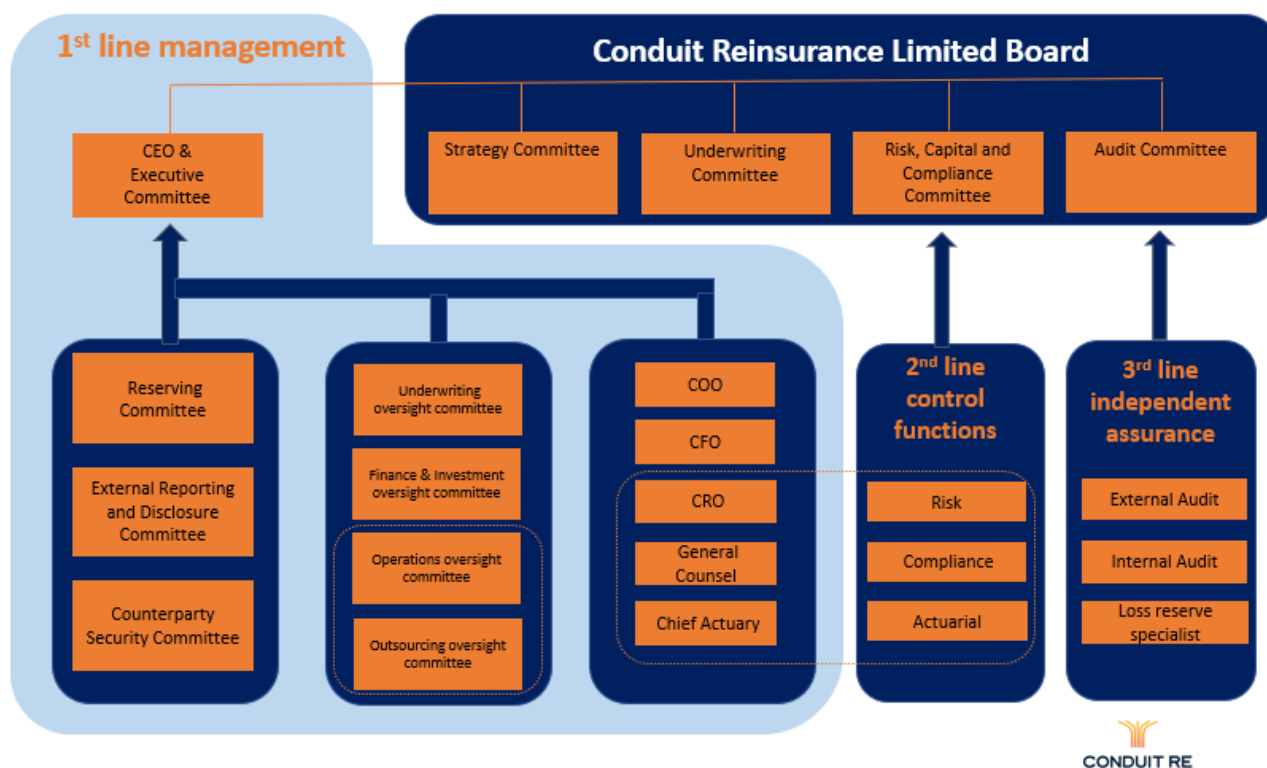 1st line management
Conduit Reinsurance Limited Board
CEO &
Executive
Committee
Strategy Committee
Underwriting
Committee
Risk, Capital and
Compliance
Committee
Audit Committee
Reserving
Committee
External Reporting
and Disclosure
Committee
Counterparty
Security Committee
Underwriting
oversight committee
Finance & Investment
oversight committee
Operations oversight
committee
Outsourcing oversight
committee
COO
CFO
CRO
General
Counsel
Chief Actuary
2nd line
control
functions
Risk
Compliance
Actuarial
3rd line
independent
assurance
External Audit
Internal Audit
Loss reserve
specialist
CONDUIT RE